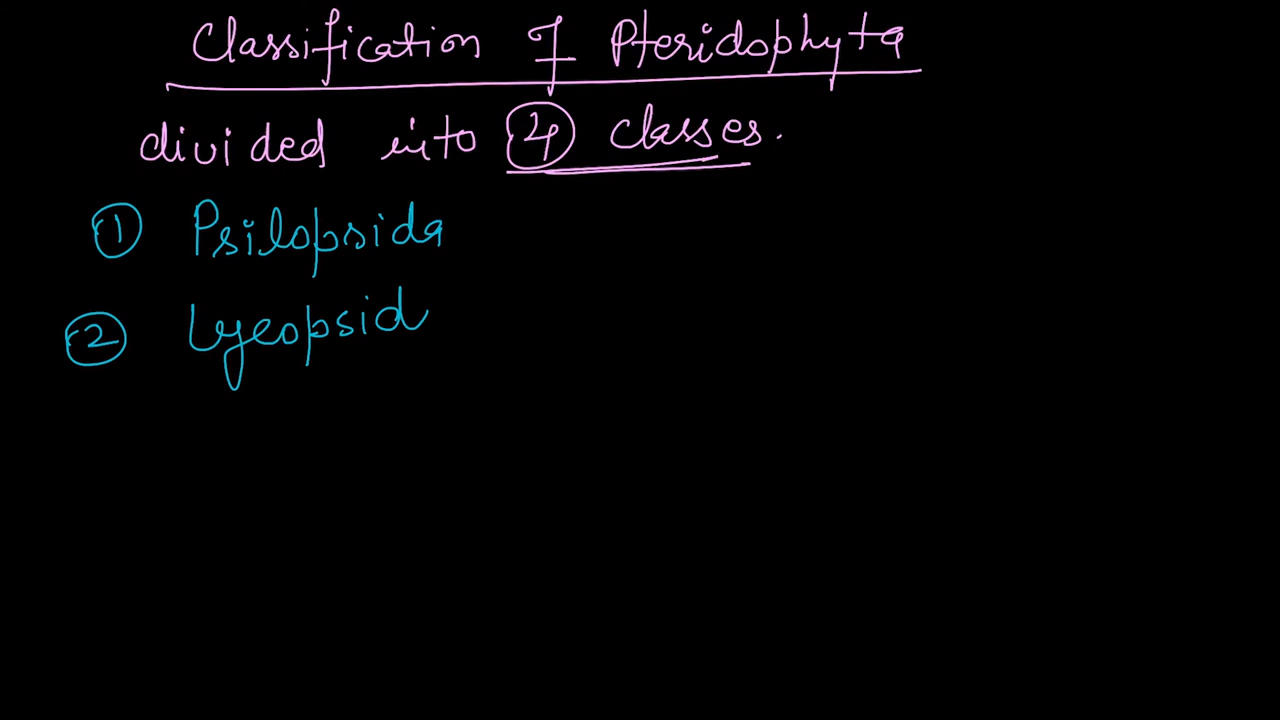 Classification of Pteridophyta
divided into 4 classes.
1 Psilopsida
2 Lycopsid